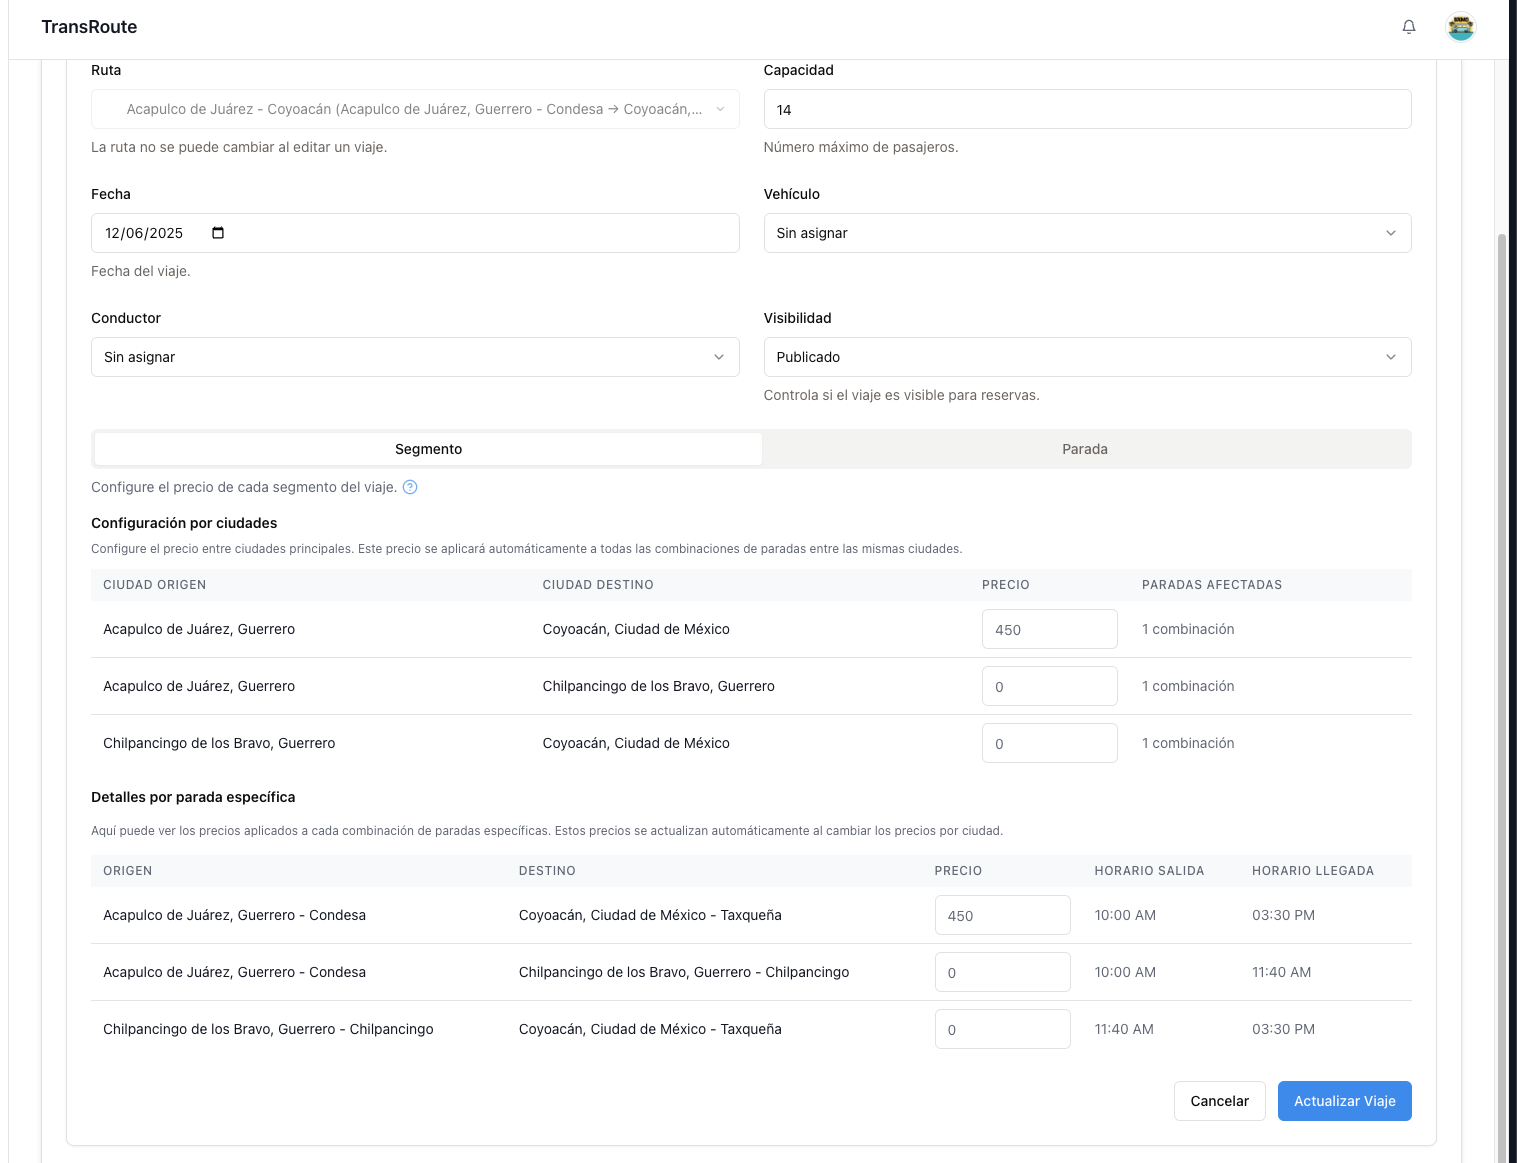 TransRoute
Ruta
Acapulco de Juárez - Coyoacán (Acapulco de Juárez, Guerrero - Condesa → Coyoacán,...
La ruta no se puede cambiar al editar un viaje.
Capacidad
14
Número máximo de pasajeros.
Fecha
12/06/2025
Fecha del viaje.
Vehículo
Sin asignar
Conductor
Sin asignar
Visibilidad
Publicado
Controla si el viaje es visible para reservas.
Segmento
Parada
Configure el precio de cada segmento del viaje.
Configuración por ciudades
Configure el precio entre ciudades principales. Este precio se aplicará automáticamente a todas las combinaciones de paradas entre las mismas ciudades.
CIUDAD ORIGEN CIUDAD DESTINO PRECIO PARADAS AFECTADAS
Acapulco de Juárez, Guerrero Coyoacán, Ciudad de México 450 1 combinación
Acapulco de Juárez, Guerrero Chilpancingo de los Bravo, Guerrero 0 1 combinación
Chilpancingo de los Bravo, Guerrero Coyoacán, Ciudad de México 0 1 combinación
Detalles por parada específica
Aquí puede ver los precios aplicados a cada combinación de paradas específicas. Estos precios se actualizan automáticamente al cambiar los precios por ciudad.
ORIGEN DESTINO PRECIO HORARIO SALIDA HORARIO LLEGADA
Acapulco de Juárez, Guerrero - Condesa Coyoacán, Ciudad de México - Taxqueña 450 10:00 AM 03:30 PM
Acapulco de Juárez, Guerrero - Condesa Chilpancingo de los Bravo, Guerrero - Chilpancingo 0 10:00 AM 11:40 AM
Chilpancingo de los Bravo, Guerrero - Chilpancingo Coyoacán, Ciudad de México - Taxqueña 0 11:40 AM 03:30 PM
Cancelar
Actualizar Viaje